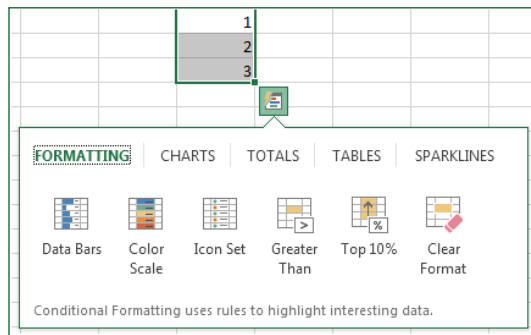 1
2
3
FORMATTING CHARTS TOTALS TABLES SPARKLINES
Data Bars Color Scale Icon Set Greater Than Top 10% Clear Format
Conditional Formatting uses rules to highlight interesting data.